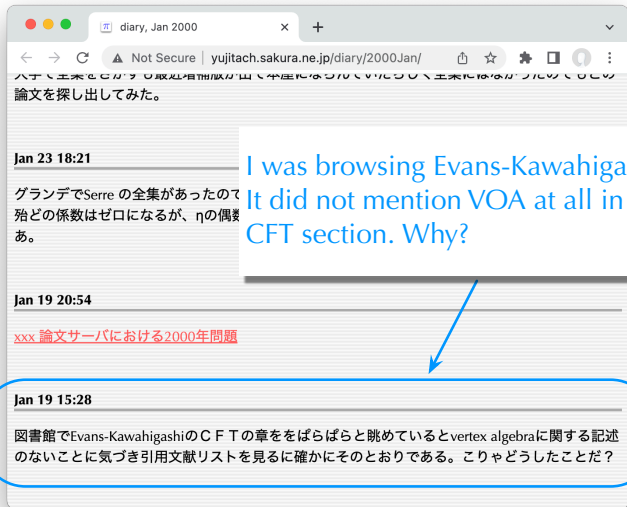 diary, Jan 2000
Not Secure | yujitach.sakura.ne.jp/diary/2000Jan/
論文を探し出してみた。
Jan 23 18:21
グランデでSerre の全集があったので
殆どの係数はゼロになるが、ηの偶数
あ。
I was browsing Evans-Kawahiga
It did not mention VOA at all in
CFT section. Why?
Jan 19 20:54
xxx 論文サーバにおける2000年問題
Jan 19 15:28
図書館でEvans-KawahigashiのＣＦＴの章ををぱらぱらと眺めているとvertex algebraに関する記述
のないことに気づき引用文献リストを見るに確かにそのとおりである。こりゃどうしたことだ？